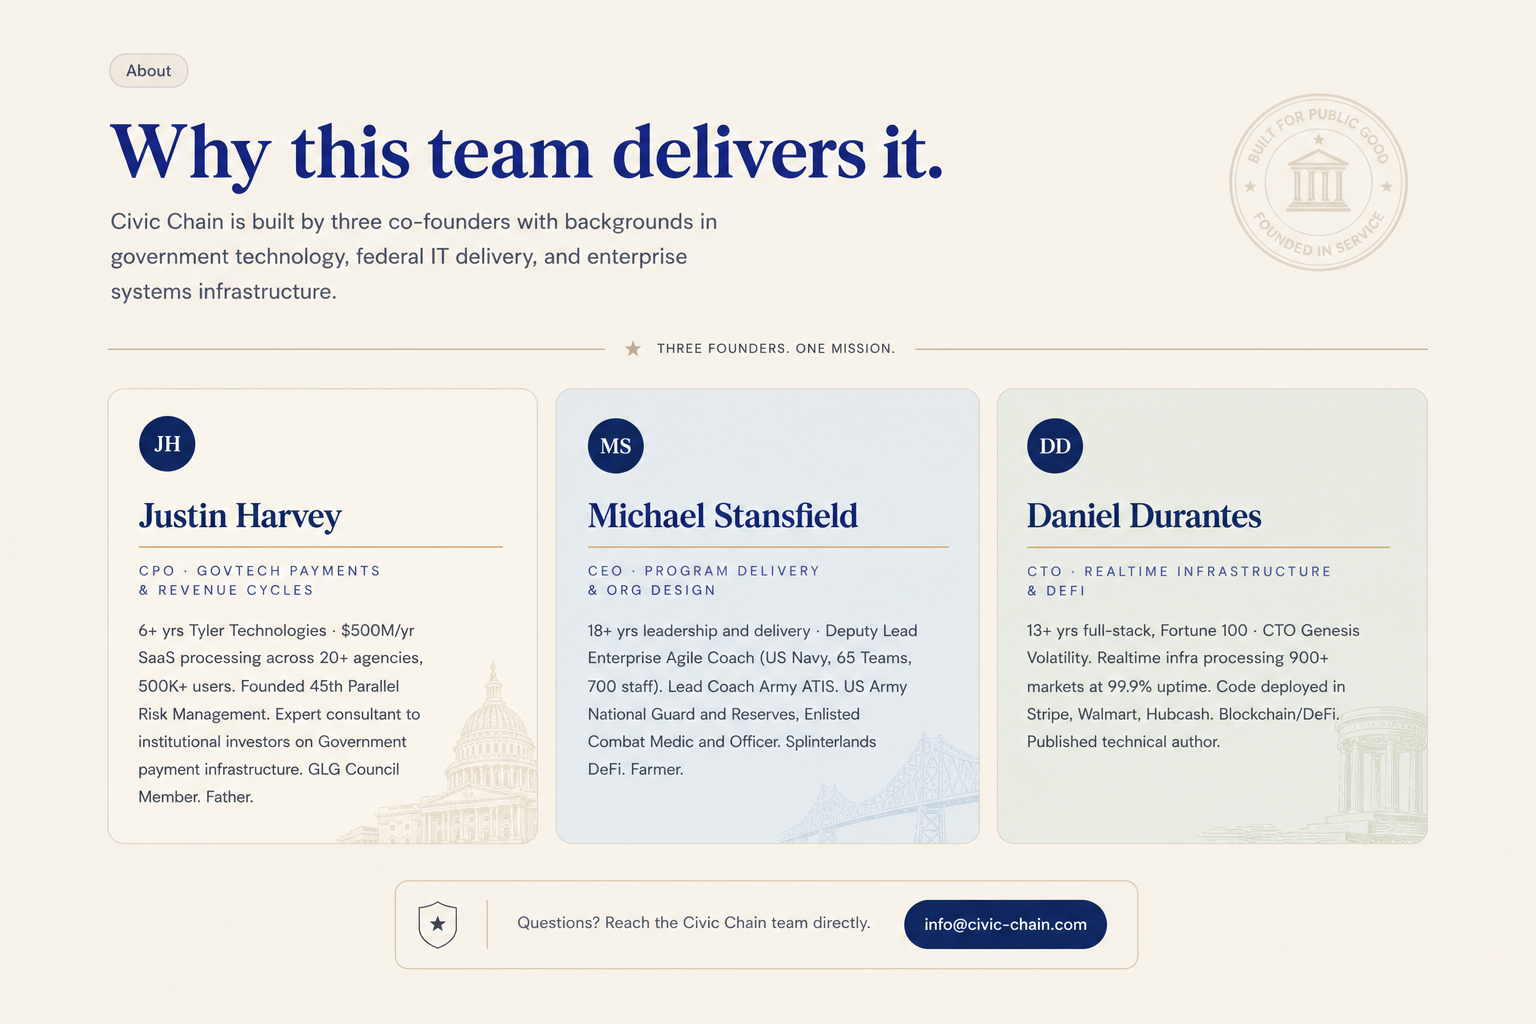 About
Why this team delivers it.
Civic Chain is built by three co-founders with backgrounds in
government technology, federal IT delivery, and enterprise
systems infrastructure.
BUILT FOR PUBLIC GOOD
FOUNDED IN SERVICE
THREE FOUNDERS. ONE MISSION.
JH
Justin Harvey
CPO · GOVTECH PAYMENTS
& REVENUE CYCLES
6+ yrs Tyler Technologies · $500M/yr
SaaS processing across 20+ agencies,
500K+ users. Founded 45th Parallel
Risk Management. Expert consultant to
institutional investors on Government
payment infrastructure. GLG Council
Member. Father.
MS
Michael Stansfield
CEO · PROGRAM DELIVERY
& ORG DESIGN
18+ yrs leadership and delivery · Deputy Lead
Enterprise Agile Coach (US Navy, 65 Teams,
700 staff). Lead Coach Army ATIS. US Army
National Guard and Reserves, Enlisted
Combat Medic and Officer. Splinterlands
DeFi. Farmer.
DD
Daniel Durantes
CTO · REALTIME INFRASTRUCTURE
& DEFI
13+ yrs full-stack, Fortune 100 · CTO Genesis
Volatility. Realtime infra processing 900+
markets at 99.9% uptime. Code deployed in
Stripe, Walmart, Hubcash. Blockchain/DeFi.
Published technical author.
Questions? Reach the Civic Chain team directly.
info@civic-chain.com